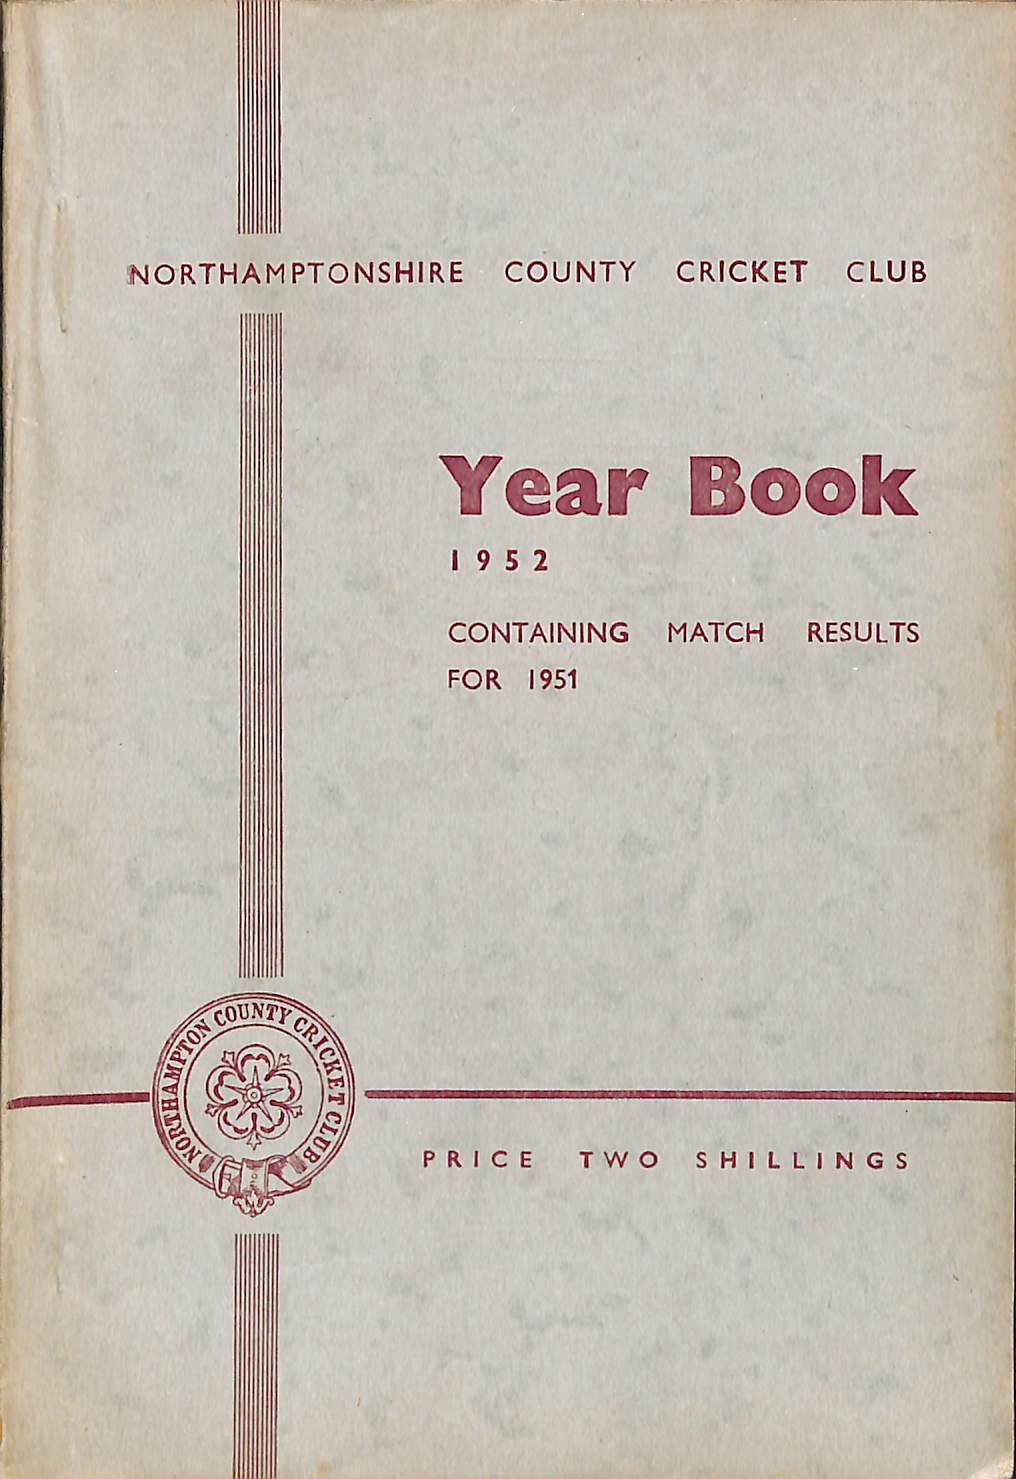 NORTHAMPTONSHIRE COUNTY CRICKET CLUB
Year Book
1952
CONTAINING MATCH RESULTS
FOR 1951
NORTHAMPTON COUNTY CRICKET CLUB
PRICE TWO SHILLINGS